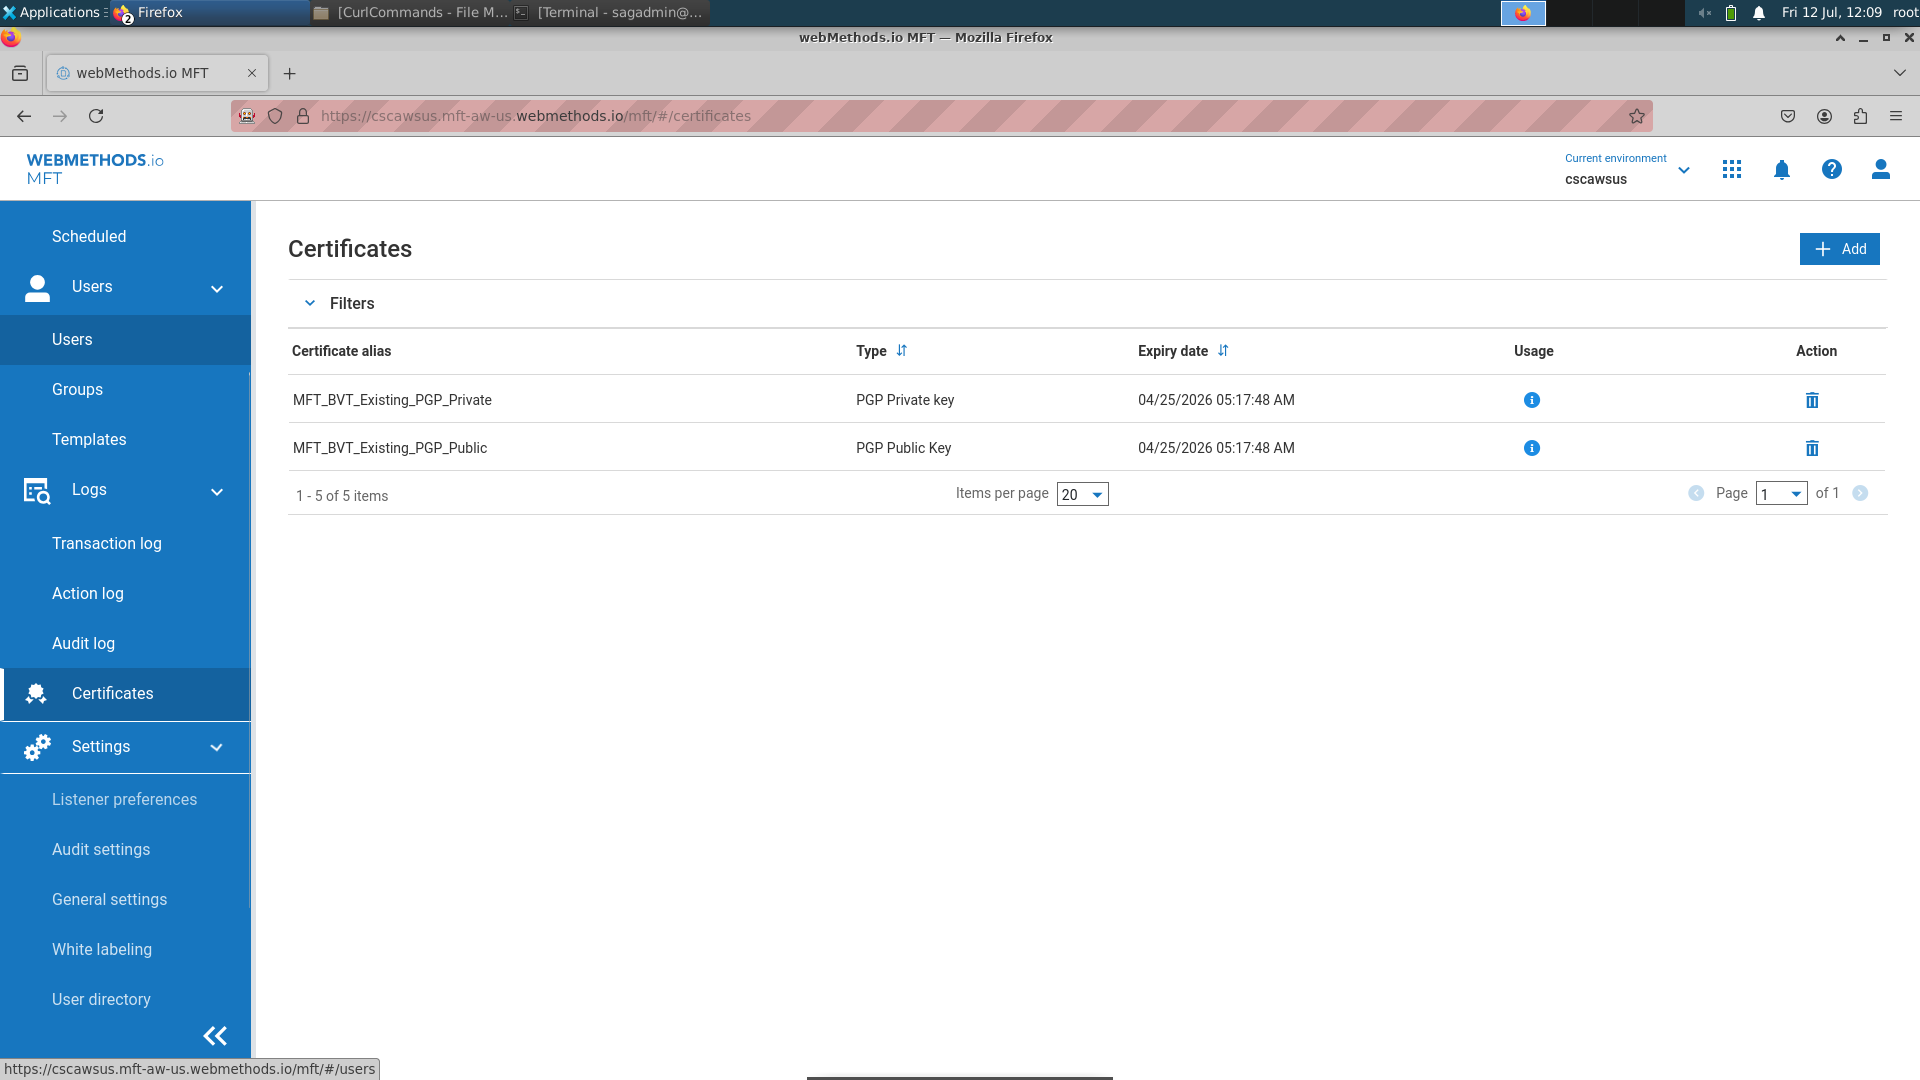 Applications
Firefox
[CurlCommands - File M...
[Terminal - sagadmin@...
Fri 12 Jul, 12:09
root
webMethods.io MFT — Mozilla Firefox
webMethods.io MFT
https://cscawsus.mft-aw-us.webmethods.io/mft/#/certificates
WEBMETHODS.io
MFT
Current environment
cscawsus
Scheduled
Users
Users
Groups
Templates
Logs
Transaction log
Action log
Audit log
Certificates
Settings
Listener preferences
Audit settings
General settings
White labeling
User directory
Certificates
Add
Filters
Certificate alias Type Expiry date Usage Action
MFT_BVT_Existing_PGP_Private PGP Private key 04/25/2026 05:17:48 AM
MFT_BVT_Existing_PGP_Public PGP Public Key 04/25/2026 05:17:48 AM
1 - 5 of 5 items Items per page 20 Page 1 of 1
https://cscawsus.mft-aw-us.webmethods.io/mft/#/users
2